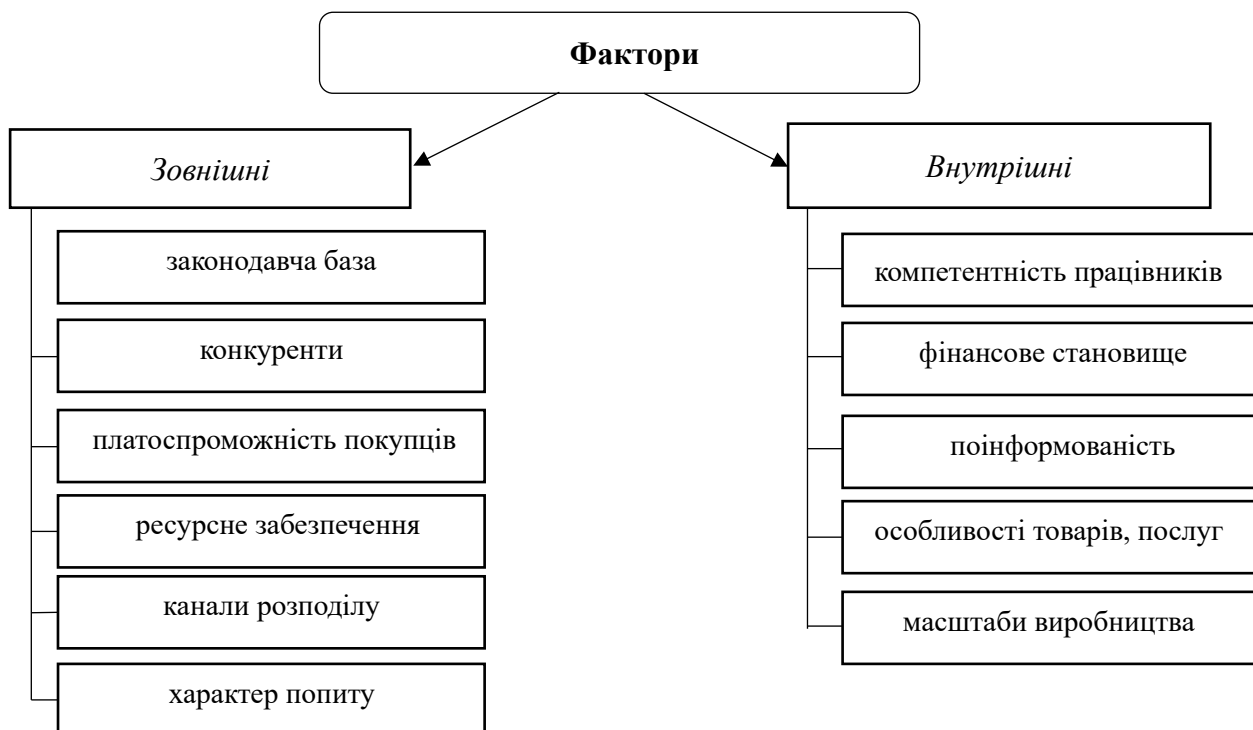 Фактори
Зовнішні
законодавча база
конкуренти
платоспроможність покупців
ресурсне забезпечення
канали розподілу
характер попиту
Внутрішні
компетентність працівників
фінансове становище
поінформованість
особливості товарів, послуг
масштаби виробництва